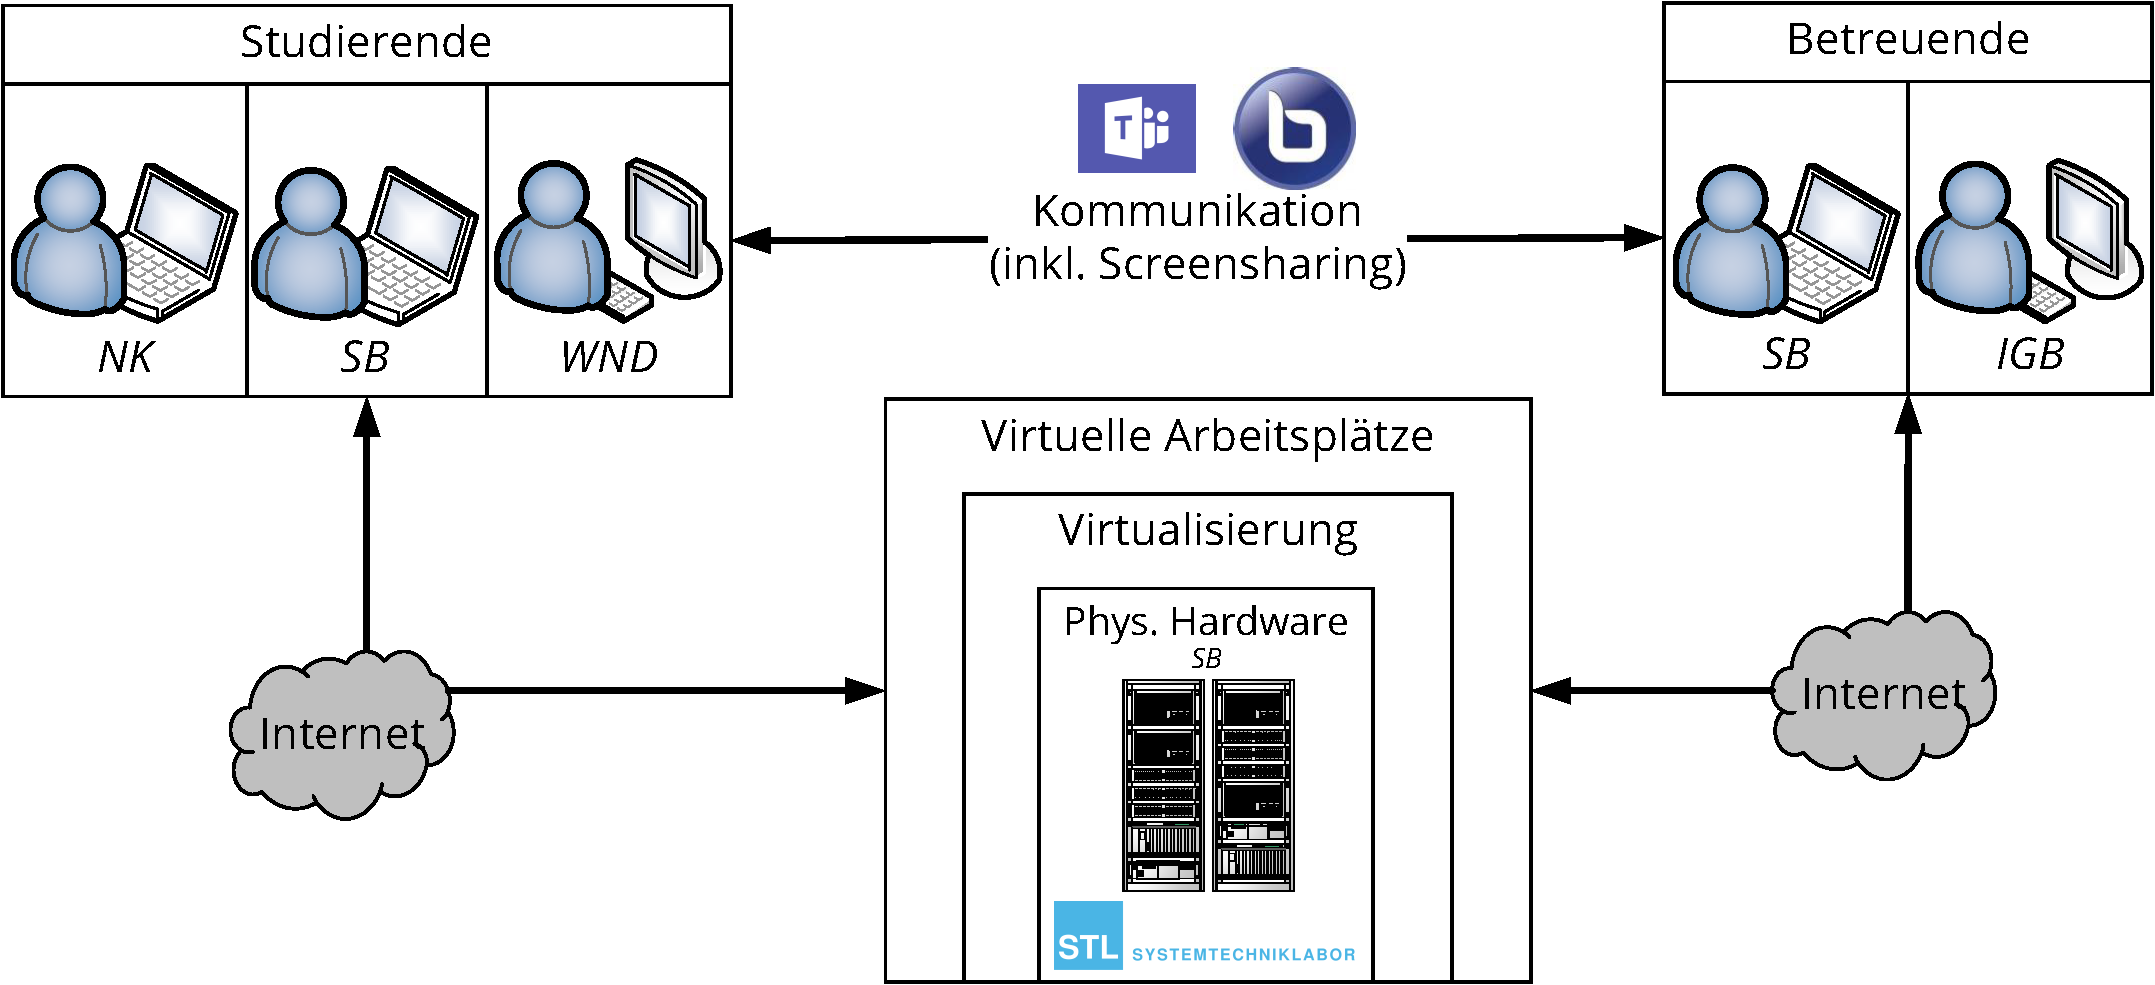 Studierende
NK
SB
WND
T
b
Kommunikation
(inkl. Screensharing)
Betreuende
SB
IGB
Virtuelle Arbeitsplätze
Virtualisierung
Phys. Hardware
SB
STL SYSTEMTECHNIKLABOR
Internet
Internet